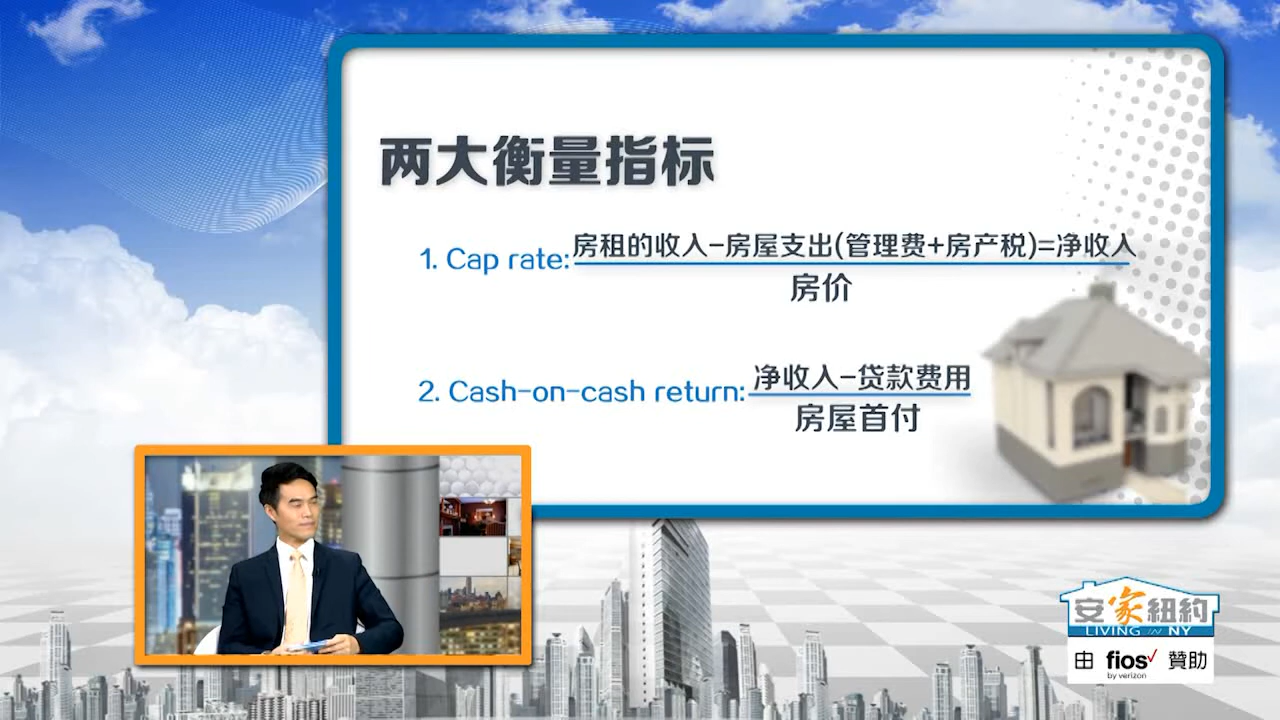 两大衡量指标
1. Cap rate: 房租的收入-房屋支出(管理费+房产税)=净收入
房价
2. Cash-on-cash return: 净收入-贷款费用
房屋首付
安家紐約
LIVING IN NY
由 fios 贊助
by verizon